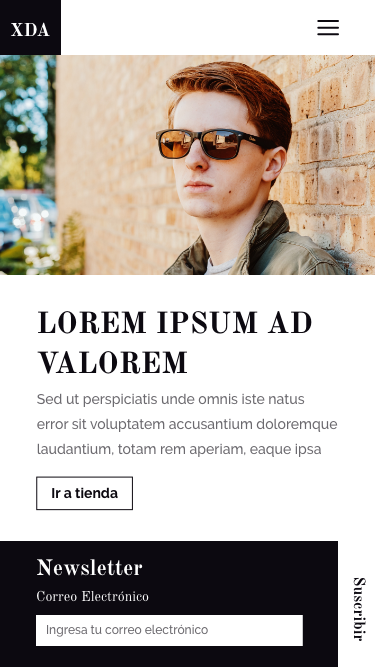 XDA
LOREM IPSUM AD
VALOREM
Sed ut perspiciatis unde omnis iste natus
error sit voluptatem accusantium doloremque
laudantium, totam rem aperiam, eaque ipsa
Ir a tienda
Newsletter
Correo Electrónico
Ingresa tu correo electrónico
Suscribir